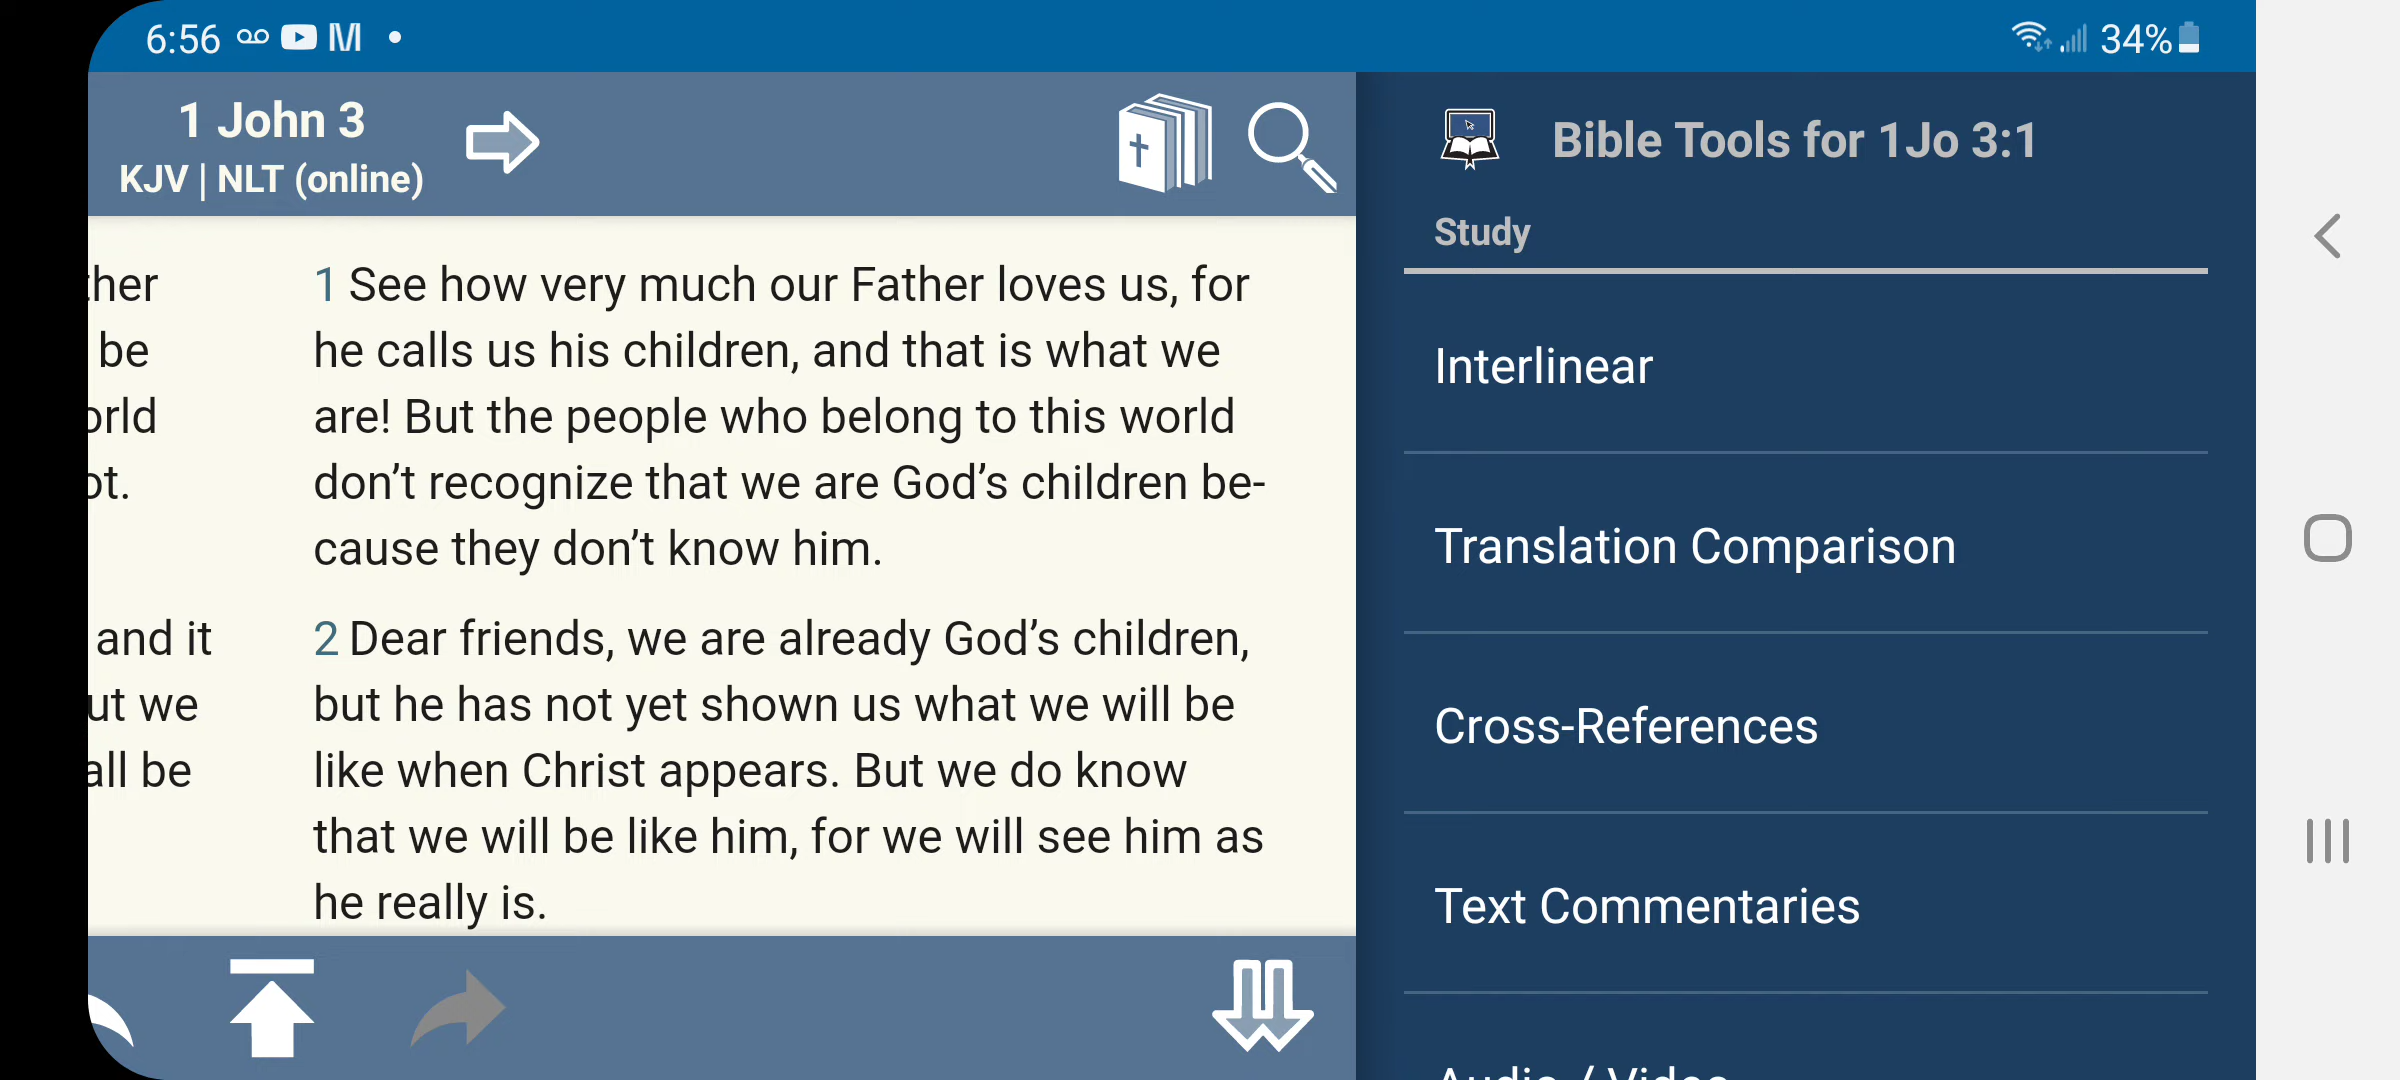 6:56
34%
1 John 3
KJV | NLT (online)
be
and it
we
be
1 See how very much our Father loves us, for
he calls us his children, and that is what we
are! But the people who belong to this world
don’t recognize that we are God’s children be-
cause they don’t know him.
2 Dear friends, we are already God’s children,
but he has not yet shown us what we will be
like when Christ appears. But we do know
that we will be like him, for we will see him as
he really is.
Bible Tools for 1Jo 3:1
Study
Interlinear
Translation Comparison
Cross-References
Text Commentaries
Audio / Video